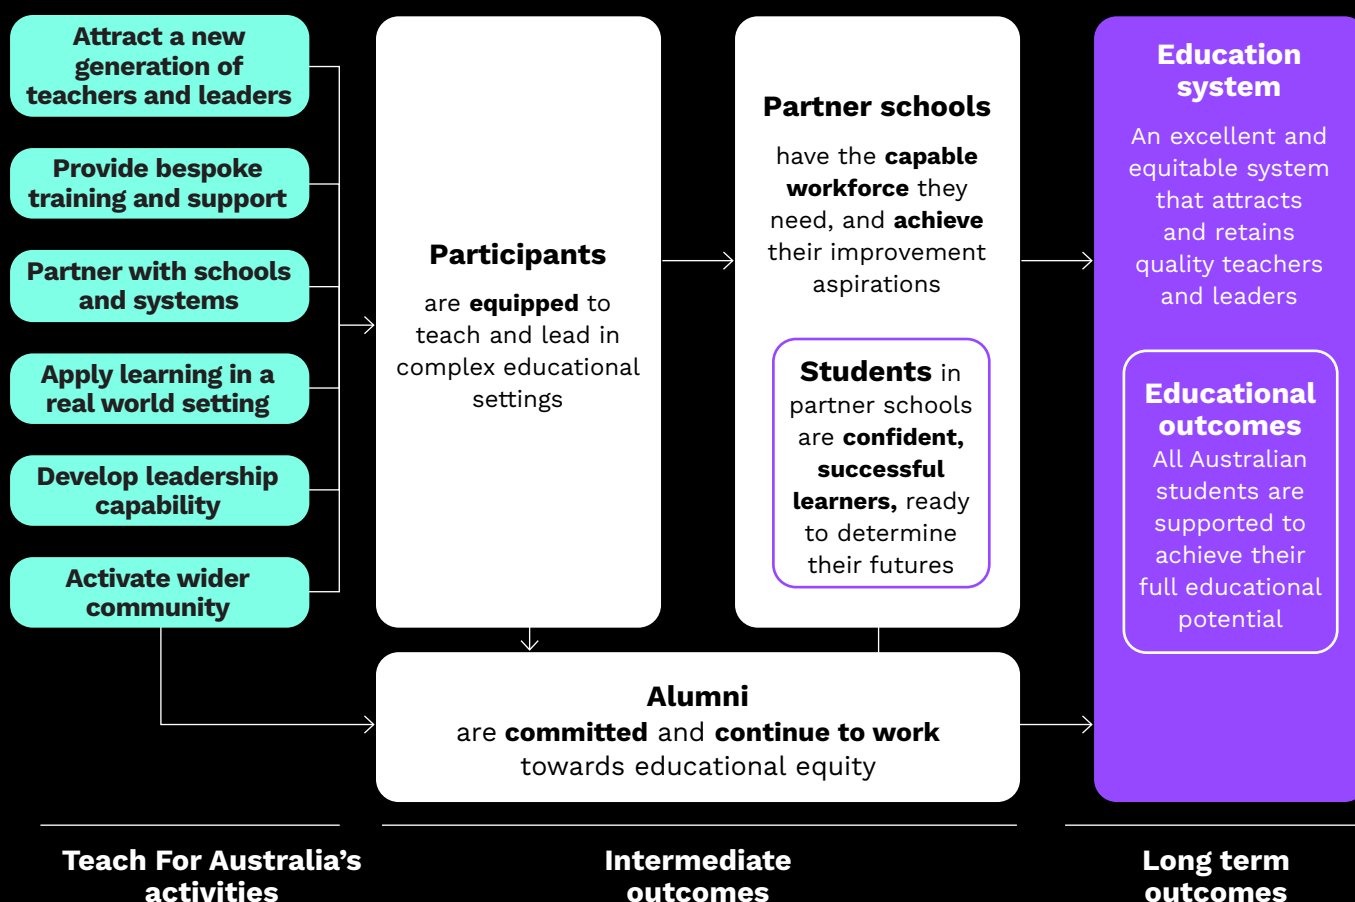 Attract a new
generation of
teachers and leaders
Provide bespoke
training and support
Partner with schools
and systems
Apply learning in a
real world setting
Develop leadership
capability
Activate wider
community
Participants
are equipped to
teach and lead in
complex educational
settings
Partner schools
have the capable
workforce they
need, and achieve
their improvement
aspirations
Students in
partner schools
are confident,
successful
learners, ready
to determine
their futures
Alumni
are committed and continue to work
towards educational equity
Education
system
An excellent and
equitable system
that attracts
and retains
quality teachers
and leaders
Educational
outcomes
All Australian
students are
supported to
achieve their
full educational
potential
Teach For Australia’s
activities
Intermediate
outcomes
Long term
outcomes